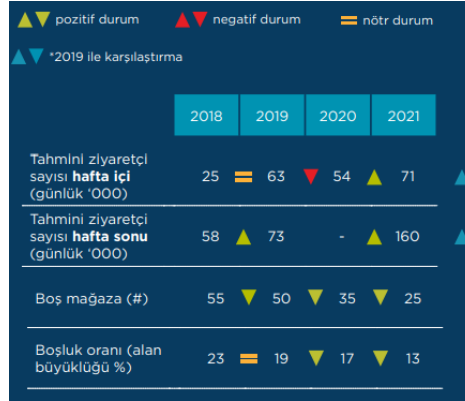 pozitif durum negatif durum nötr durum
*2019 ile karşılaştırma
2018 2019 2020 2021
Tahmini ziyaretçi
sayısı hafta içi
(günlük ‘000)
25 63 54 71
Tahmini ziyaretçi
sayısı hafta sonu
(günlük ‘000)
58 73 - 160
Boş mağaza (#) 55 50 35 25
Boşluk oranı (alan
büyüklüğü %)
23 19 17 13